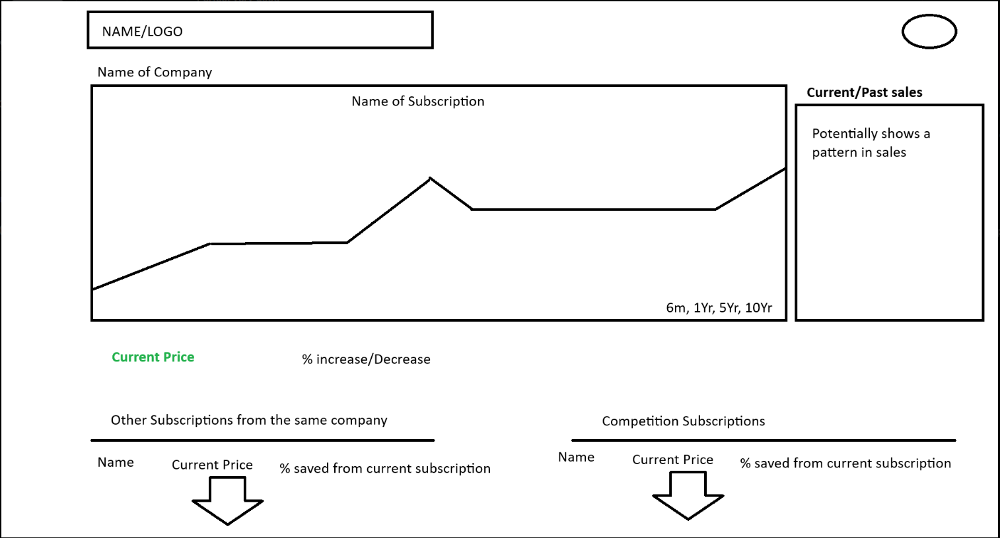 NAME/LOGO
Name of Company
Name of Subscription
Current/Past sales
Potentially shows a
pattern in sales
6m, 1Yr, 5Yr, 10Yr
Current Price
% increase/Decrease
Other Subscriptions from the same company
Competition Subscriptions
Name
Current Price
% saved from current subscription
Name
Current Price
% saved from current subscription